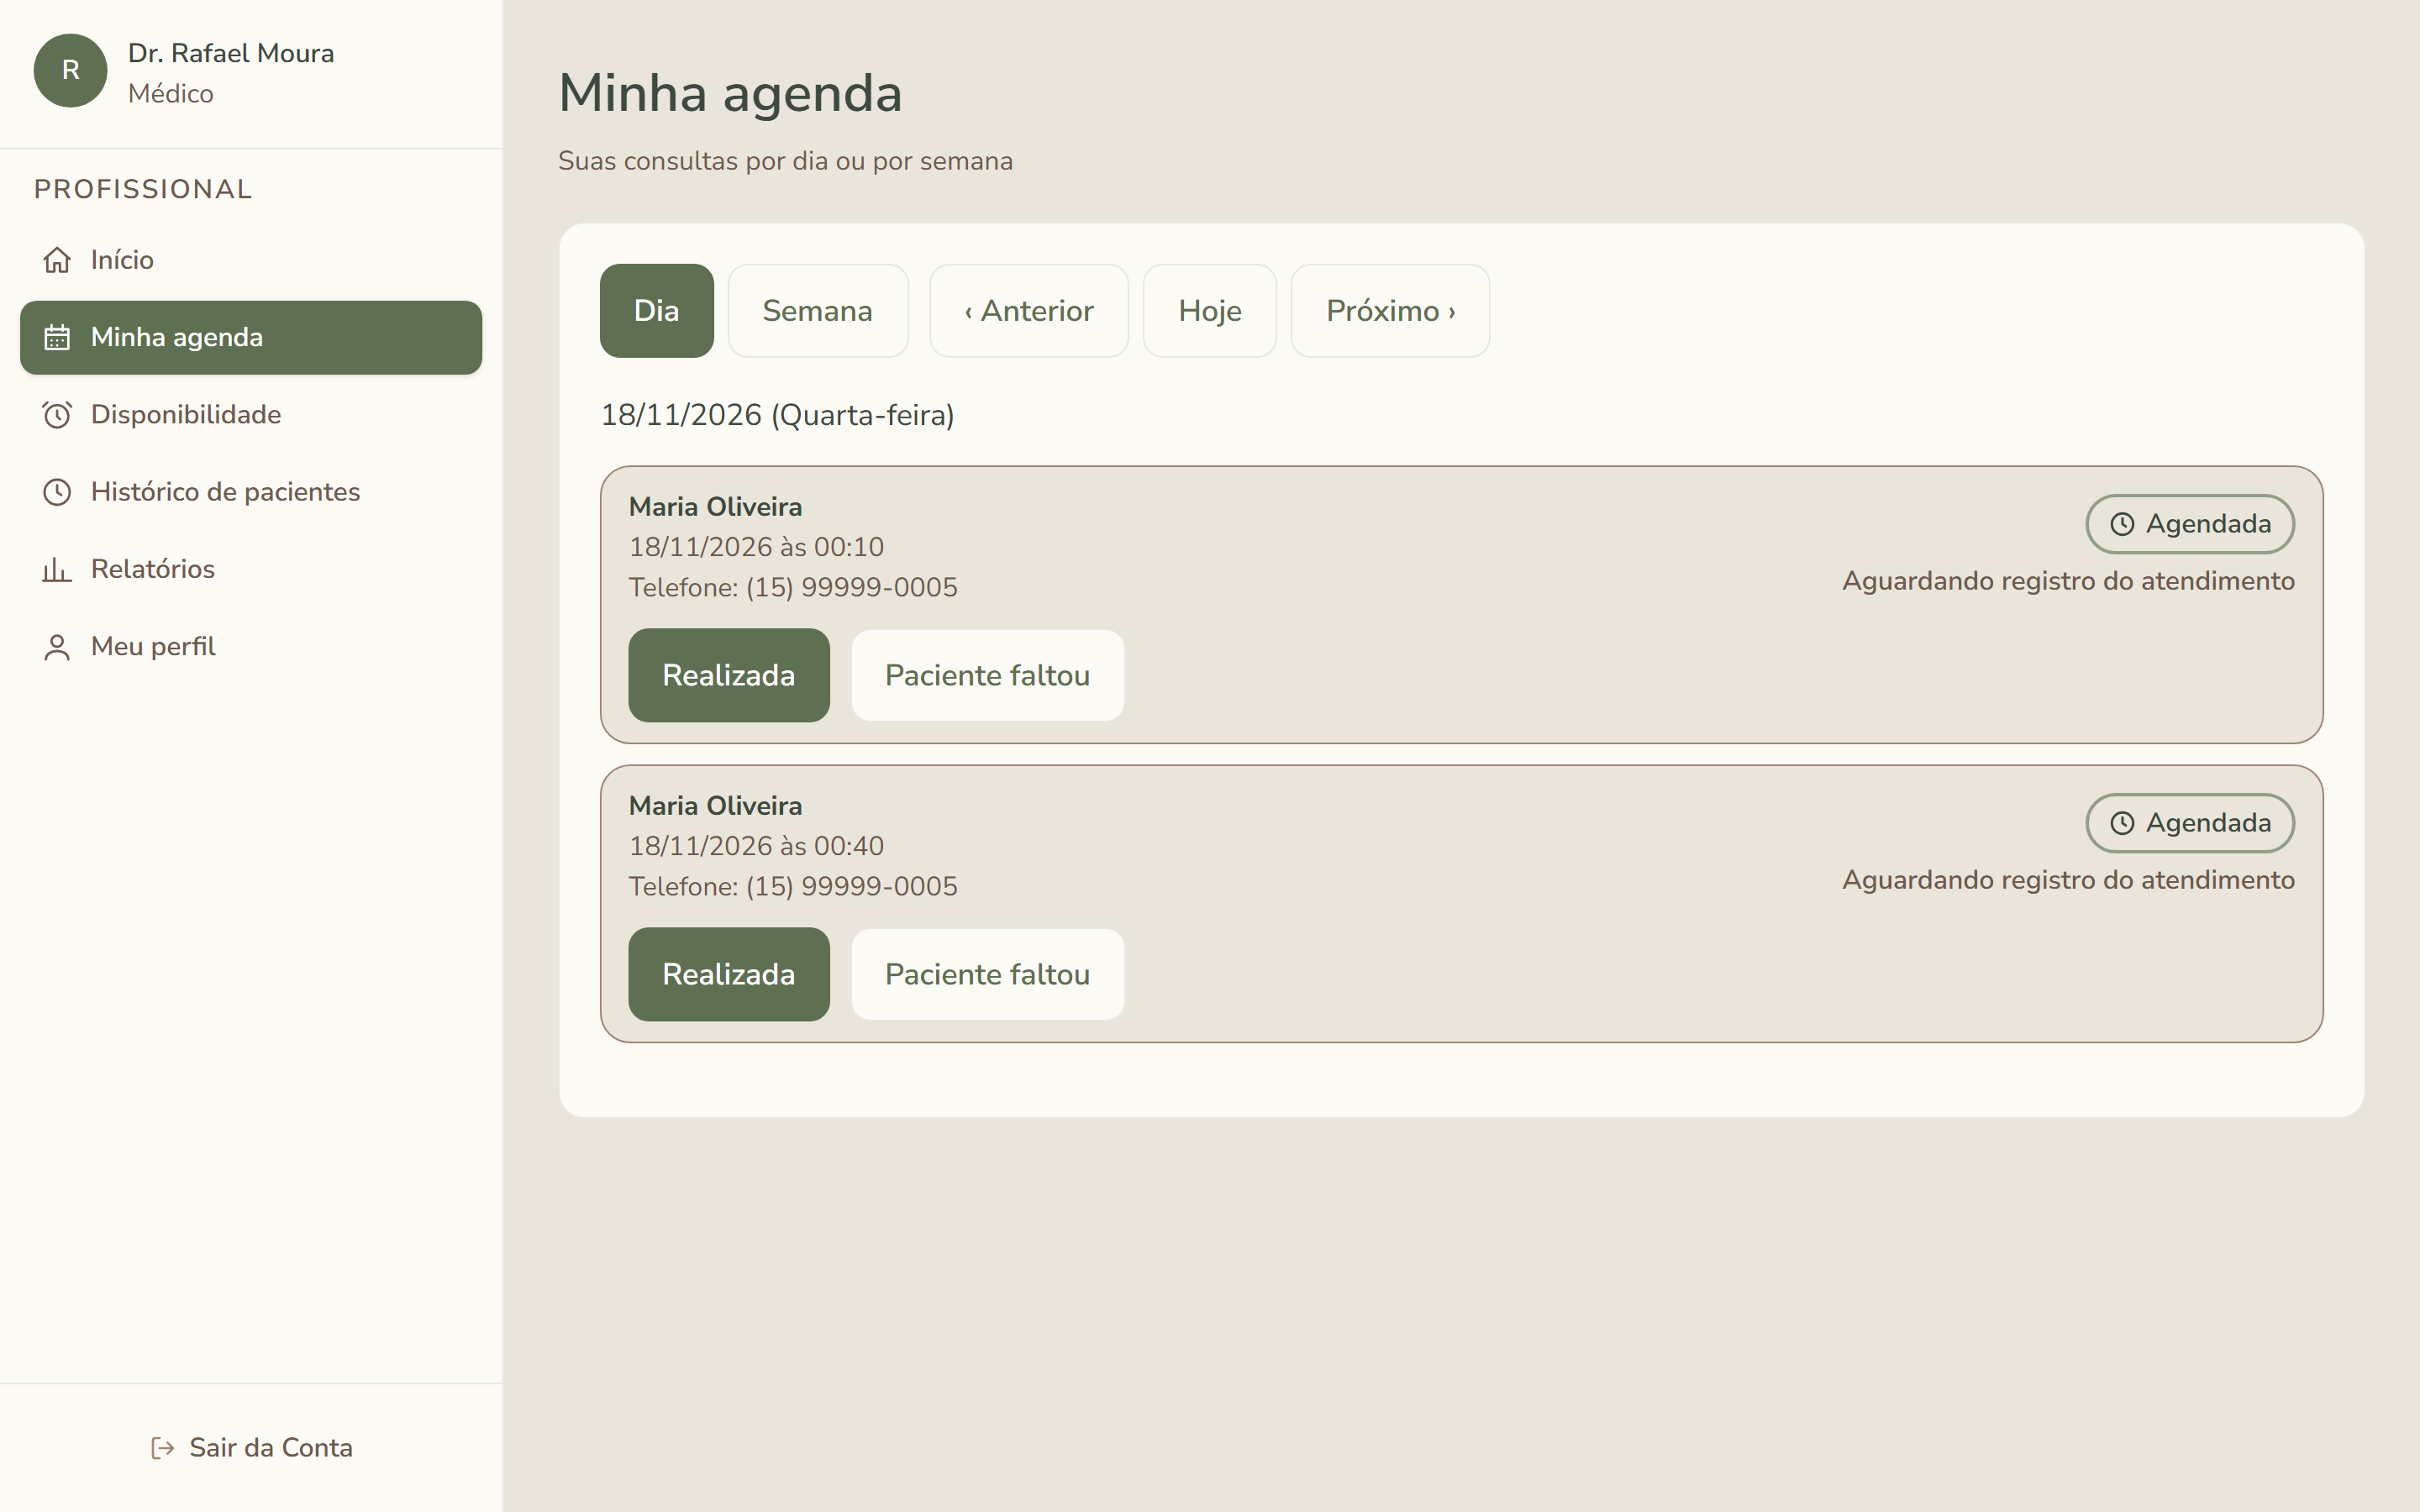 R
Dr. Rafael Moura
Médico
PROFISSIONAL
Início
Minha agenda
Disponibilidade
Histórico de pacientes
Relatórios
Meu perfil
Sair da Conta
Minha agenda
Suas consultas por dia ou por semana
Dia Semana ‹ Anterior Hoje Próximo ›
18/11/2026 (Quarta-feira)
Maria Oliveira
18/11/2026 às 00:10
Telefone: (15) 99999-0005
Agendada
Aguardando registro do atendimento
Realizada Paciente faltou
Maria Oliveira
18/11/2026 às 00:40
Telefone: (15) 99999-0005
Agendada
Aguardando registro do atendimento
Realizada Paciente faltou